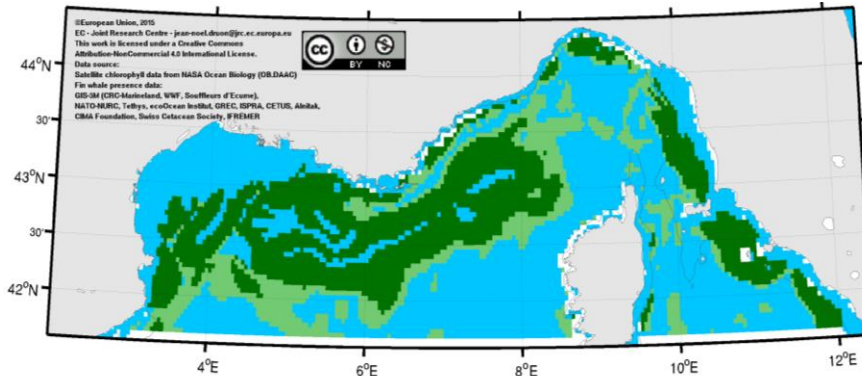 ©European Union, 2015
EC - Joint Research Centre - jean-noel.druon@jrc.ec.europa.eu
This work is licensed under a Creative Commons
Attribution-NonCommercial 4.0 International License.
Data source:
Satellite chlorophyll data from NASA Ocean Biology (OB.DAAC)
Fin whale presence data:
GIS-3M (CRC-Marineland, WWF, Souffleurs d'Ecume),
NATO-NURC, Tethys, ecoOcean Institut, GREC, ISPRA, CETUS, Alnitak,
CIMA Foundation, Swiss Cetacean Society, IFREMER
cc
BY NC
44°N
30'
43°N
30'
42°N
4°E 6°E 8°E 10°E 12°E